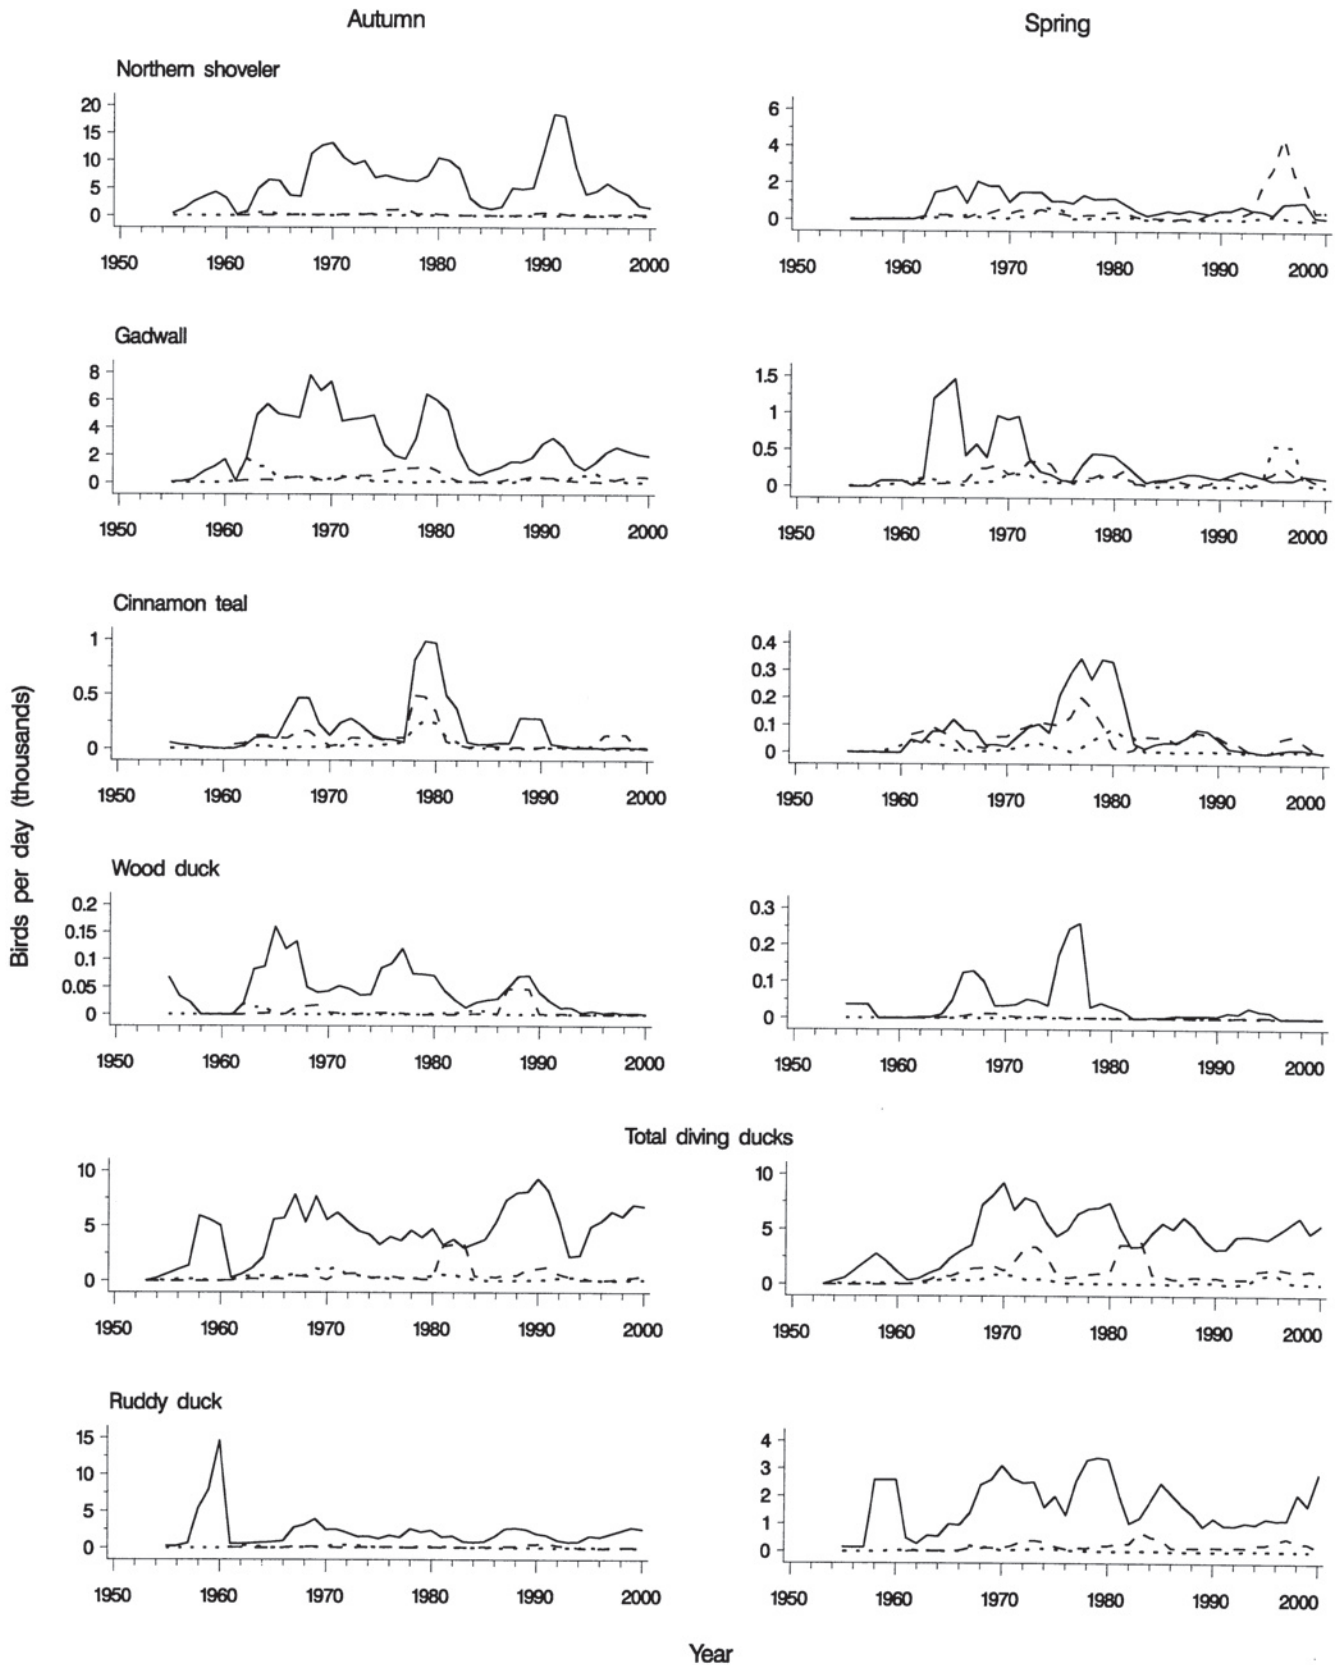 Autumn Spring
Northern shoveler
20 15 10 5 0
6 4 2 0
1950 1960 1970 1980 1990 2000
1950 1960 1970 1980 1990 2000
Gadwall
8 6 4 2 0
1.5 1 0.5 0
1950 1960 1970 1980 1990 2000
1950 1960 1970 1980 1990 2000
Cinnamon teal
1 0.5 0
0.4 0.3 0.2 0.1 0
1950 1960 1970 1980 1990 2000
1950 1960 1970 1980 1990 2000
Birds per day (thousands)
Wood duck
0.2 0.15 0.1 0.05 0
0.3 0.2 0.1 0
1950 1960 1970 1980 1990 2000
1950 1960 1970 1980 1990 2000
Total diving ducks
10 5 0
10 5 0
1950 1960 1970 1980 1990 2000
1950 1960 1970 1980 1990 2000
Ruddy duck
15 10 5 0
4 3 2 1 0
1950 1960 1970 1980 1990 2000
1950 1960 1970 1980 1990 2000
Year